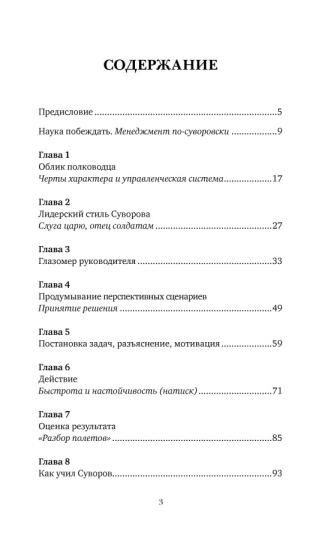 СОДЕРЖАНИЕ
Предисловие ........................................................................ 5
Наука побеждать. Менеджмент по-суворовски .................. 9
Глава 1
Облик полководца
Черты характера и управленческая система ..................... 17
Глава 2
Лидерский стиль Суворова
Слуга царю, отец солдатам ................................................ 27
Глава 3
Глазомер руководителя ..................................................... 33
Глава 4
Продумывание перспективных сценариев
Принятие решения ............................................................. 49
Глава 5
Постановка задач, разъяснение, мотивация ..................... 59
Глава 6
Действие
Быстрота и настойчивость (натиск) ................................ 71
Глава 7
Оценка результата
«Разбор полетов» ............................................................... 85
Глава 8
Как учил Суворов................................................................ 93
3